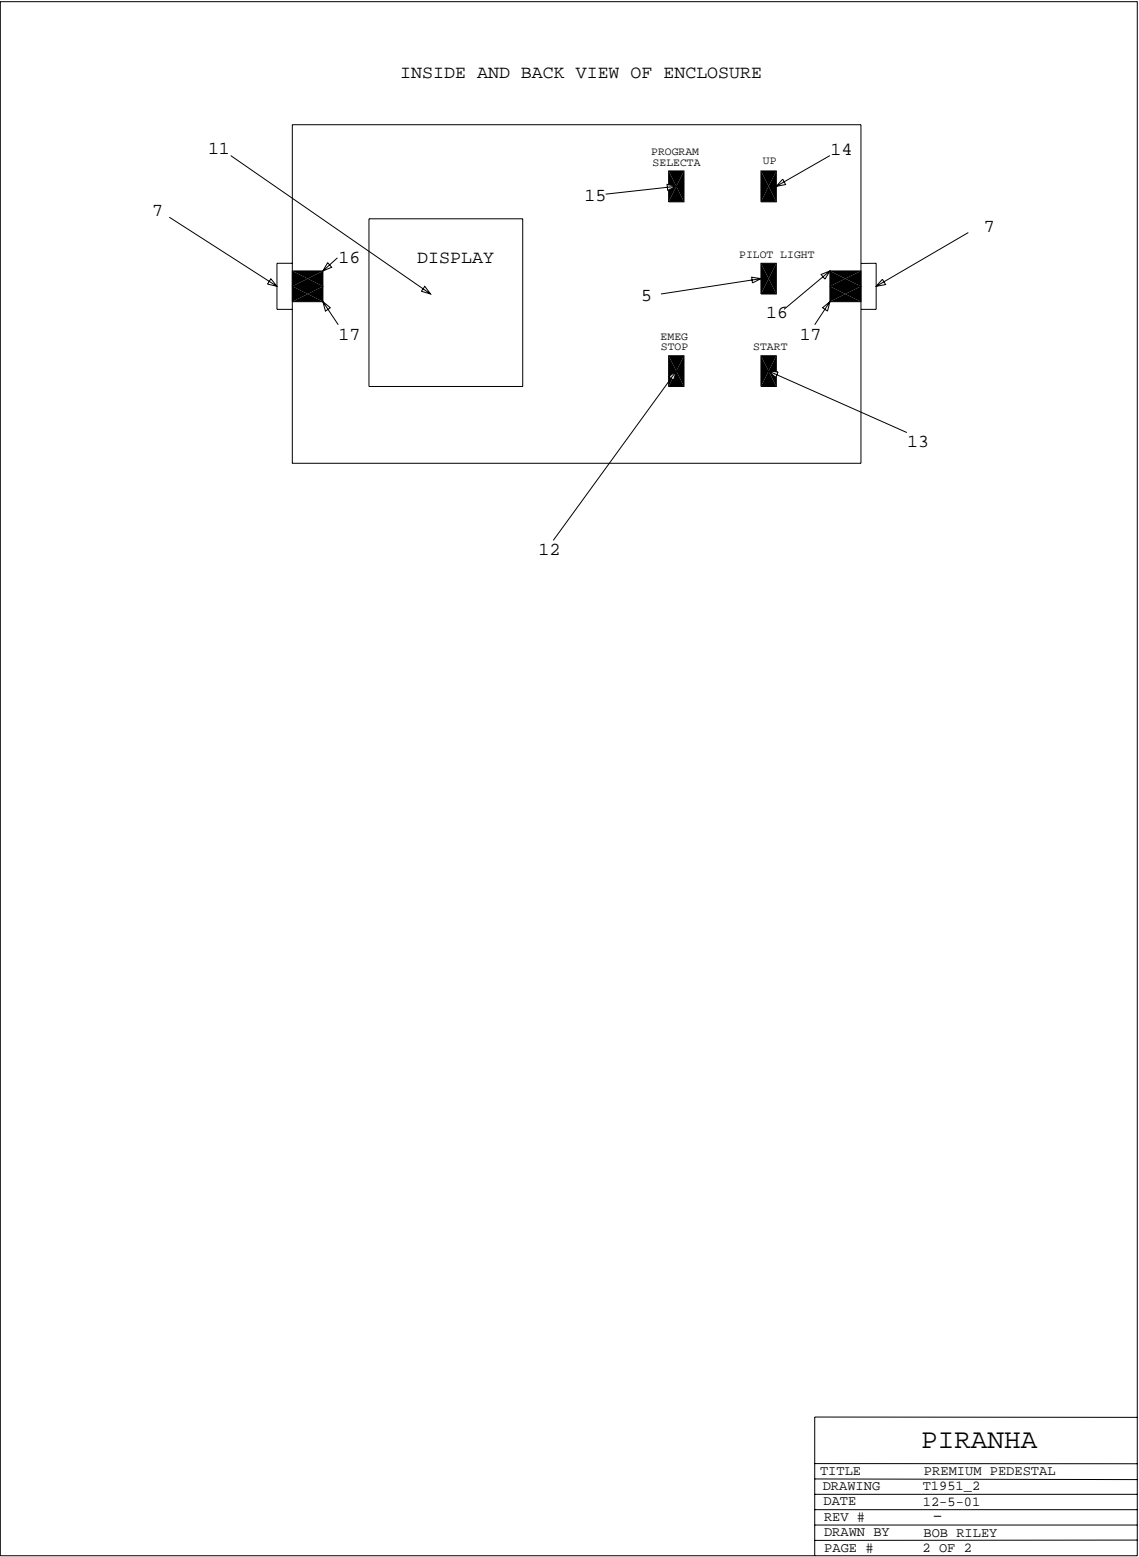 INSIDE AND BACK VIEW OF ENCLOSURE
11
PROGRAM
SELECTA
UP
14
15
7
7
16
DISPLAY
PILOT LIGHT
5
16
17
17
EMEG
STOP
START
13
12
PIRANHA
TITLE PREMIUM PEDESTAL
DRAWING T1951_2
DATE 12-5-01
REV # -
DRAWN BY BOB RILEY
PAGE # 2 OF 2